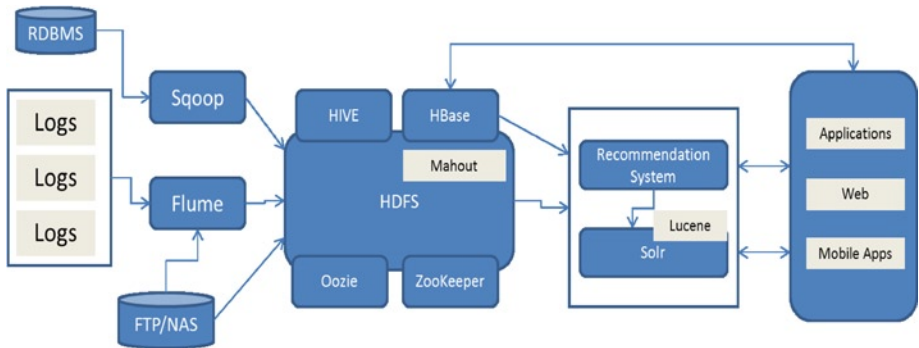 RDBMS
Sqoop
Logs
Logs
Logs
Flume
FTP/NAS
HIVE
HBase
Mahout
HDFS
Oozie
ZooKeeper
Recommendation
System
Lucene
Solr
Applications
Web
Mobile Apps